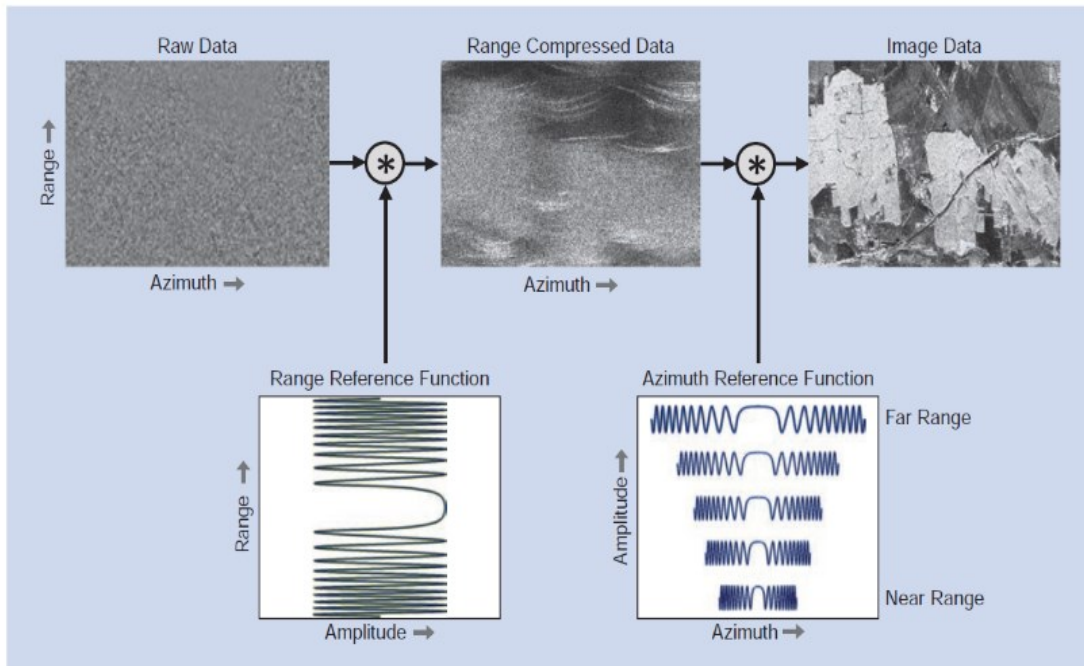 Raw Data
Range Compressed Data
Image Data
Range →
*
*
Azimuth →
Azimuth →
Range Reference Function
Azimuth Reference Function
Range →
Amplitude →
Far Range
Near Range
Amplitude →
Azimuth →